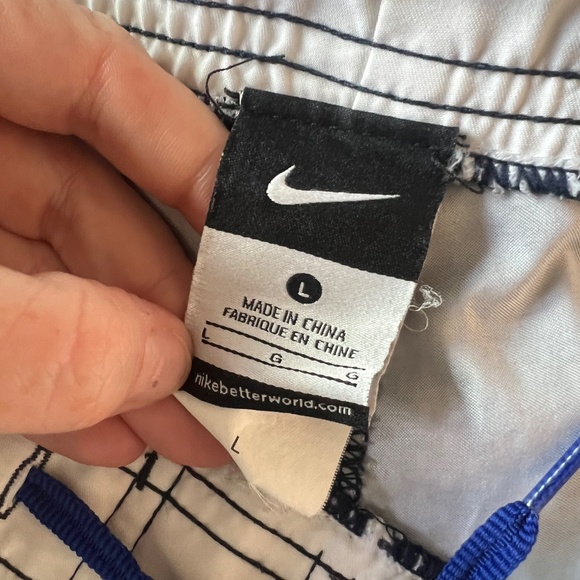 L
MADE IN CHINA
FABRIQUE EN CHINE
L G G
nikebetterworld.com
L